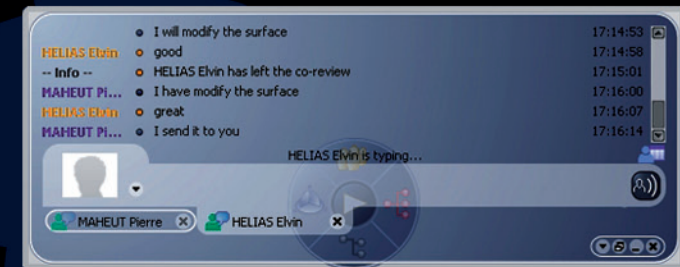 I will modify the surface 17:14:53
HELIAS Elvin good 17:14:58
-- Info -- HELIAS Elvin has left the co-review 17:15:01
MAHEUT Pi... I have modify the surface 17:16:00
HELIAS Elvin great 17:16:07
MAHEUT Pi... I send it to you 17:16:14
HELIAS Elvin is typing...
MAHEUT Pierre HELIAS Elvin